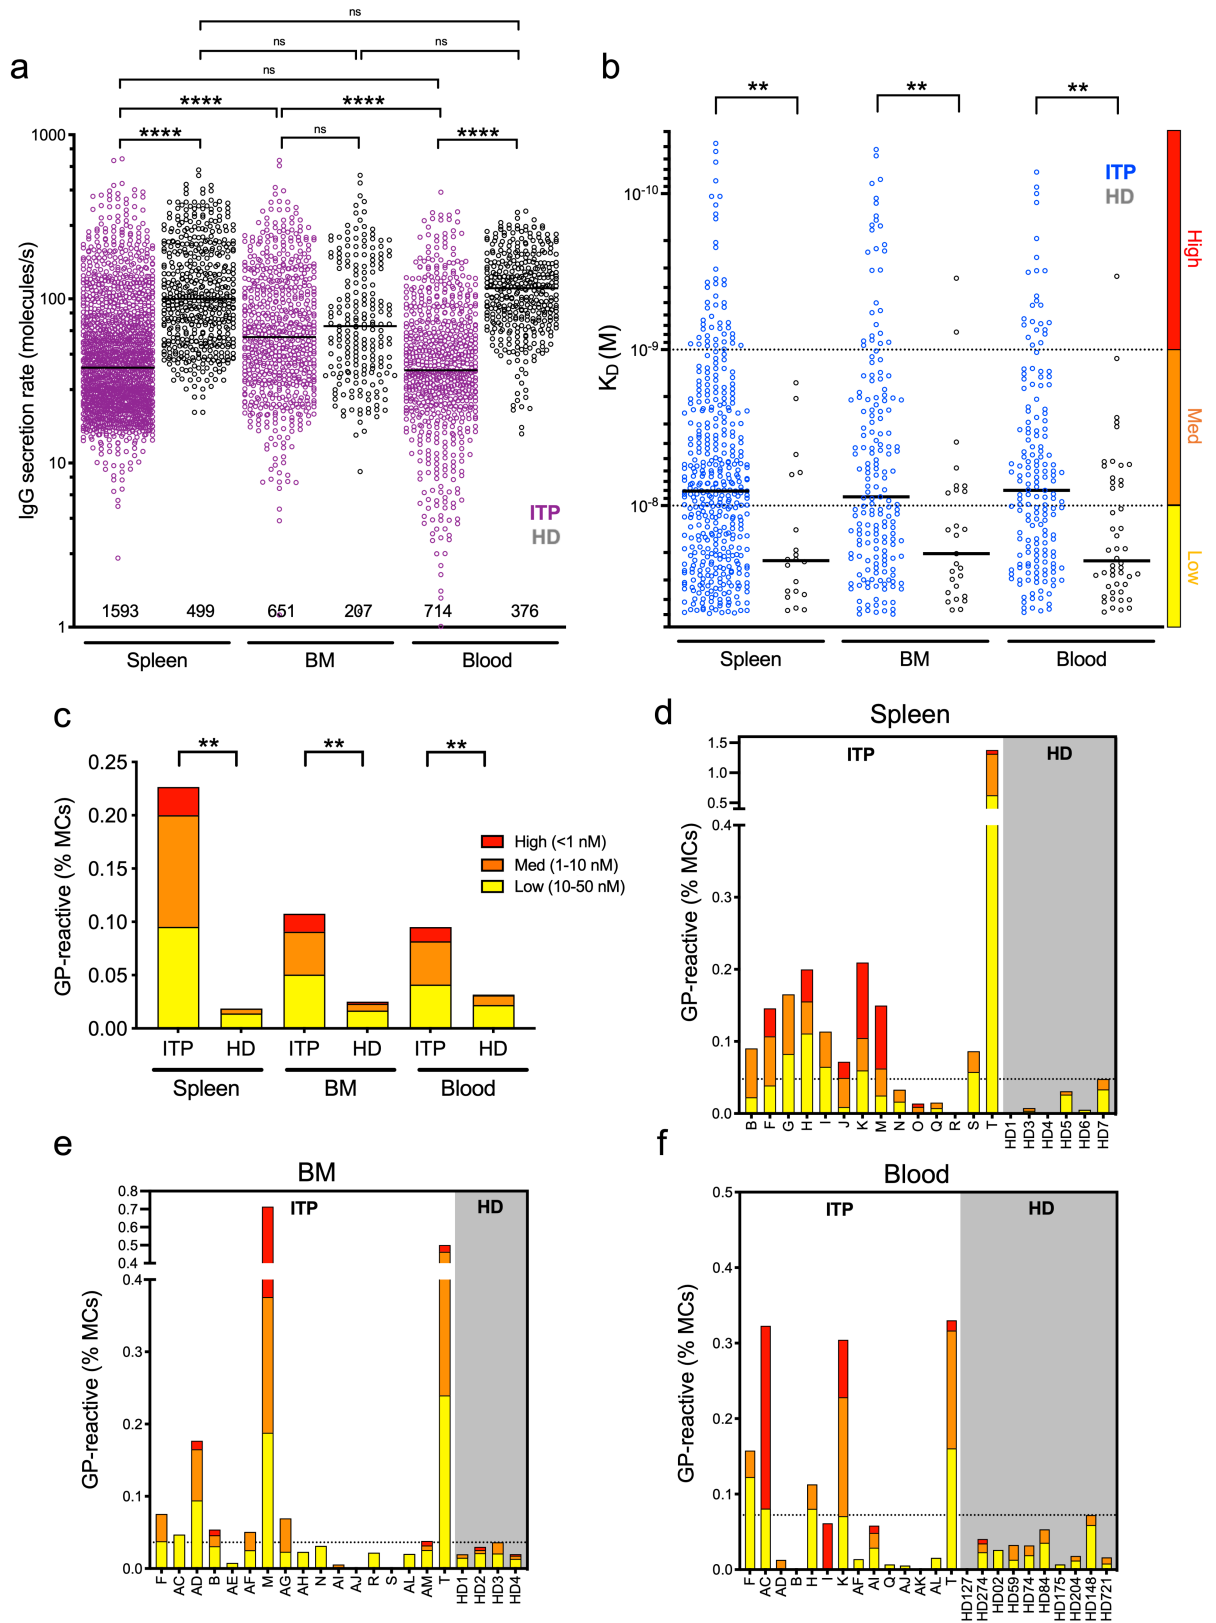 a
ns
ns
ns
ns
****
****
****
ns
****
IgG secretion rate (molecules/s)
1000
100
10
1
ITP
HD
1593
499
651
297
714
376
Spleen
BM
Blood
b
**
**
**
K_D (M)
10^-10
10^-9
10^-8
ITP
HD
High
Med
Low
Spleen
BM
Blood
c
**
**
**
GP-reactive (% MCs)
0.25
0.20
0.15
0.10
0.05
0.00
High (<1 nM)
Med (1-10 nM)
Low (10-50 nM)
ITP HD ITP HD ITP HD
Spleen
BM
Blood
d
Spleen
ITP
HD
GP-reactive (% MCs)
1.5
1.0
0.5
0.4
0.3
0.2
0.1
0.0
B F G H I J K M N O Q R S T HD1 HD3 HD4 HD5 HD6 HD7
e
BM
ITP
HD
GP-reactive (% MCs)
0.8
0.7
0.6
0.5
0.4
0.4
0.3
0.2
0.1
0.0
F AC AD B AE AF M AG AH N AI AJ R S AL AM T HD1 HD2 HD3 HD4
f
Blood
ITP
HD
GP-reactive (% MCs)
0.5
0.4
0.3
0.2
0.1
0.0
F AC AD B H I K AF AI Q AJ AK AL T HD127 HD274 HD02 HD59 HD74 HD84 HD175 HD204 HD148 HD721